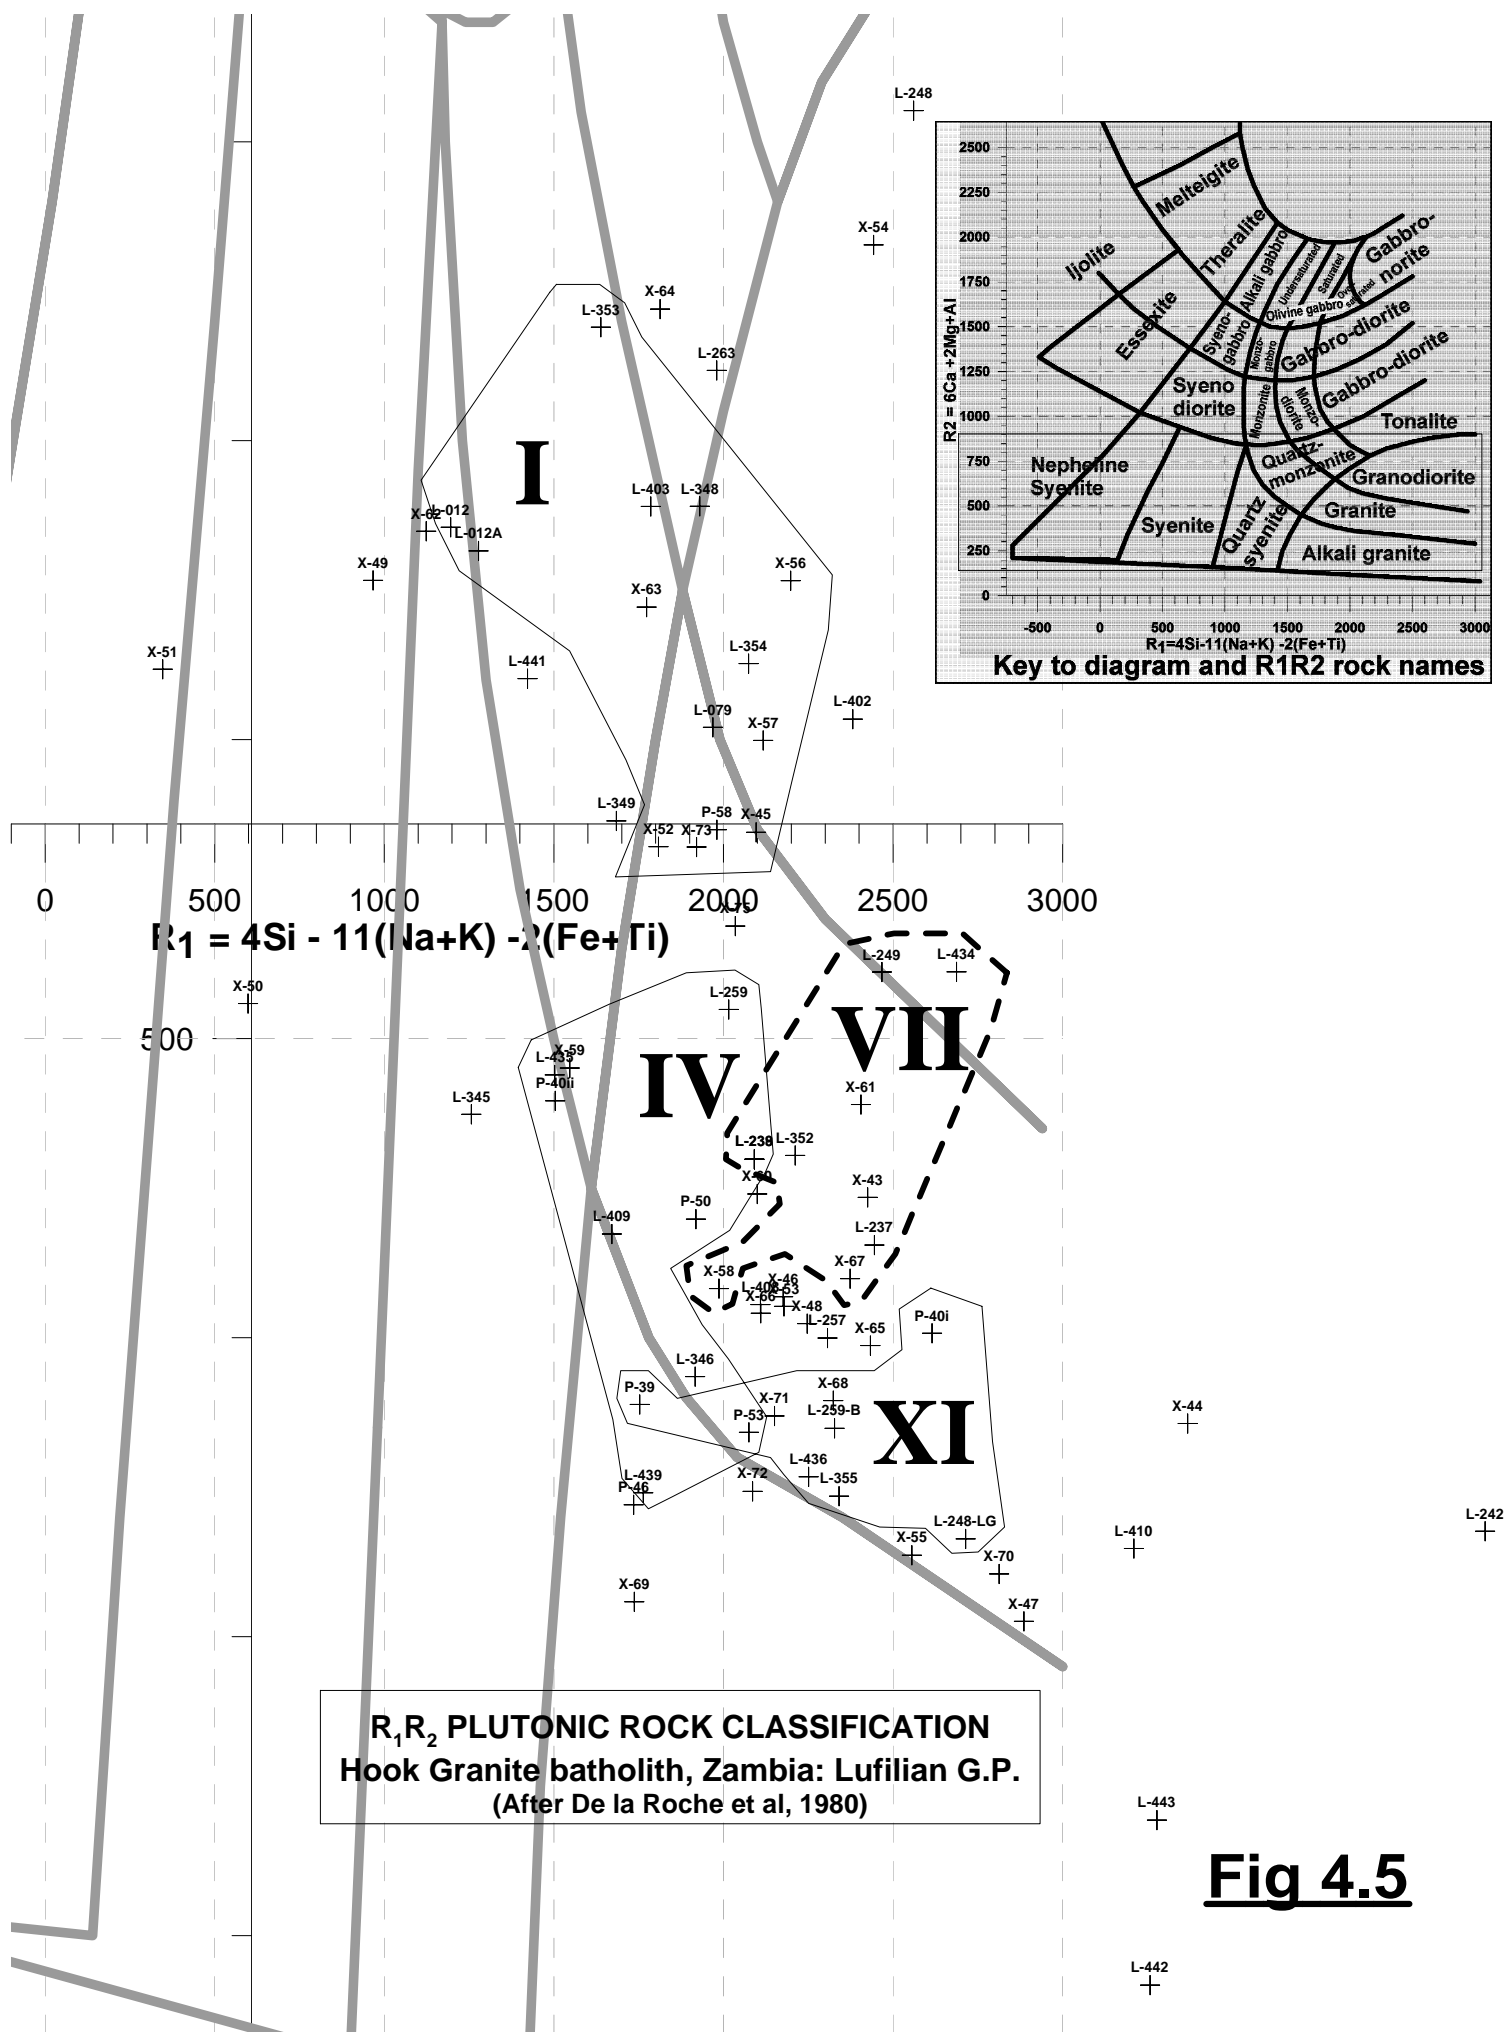 L-248
X-54
X-64
L-353
L-263
I
L-403
L-348
L-012
X-62
L-012A
X-49
X-56
X-63
X-51
L-354
L-441
L-402
L-079
X-57
L-349
P-58
X-45
X-52
X-73
0
500
1000
1500
2000
2500
3000
X-75
R1 = 4Si - 11(Na+K) -2(Fe+Ti)
L-249
L-434
X-50
L-259
VII
500
X-59
L-435
IV
P-40ii
X-61
L-345
L-238
L-352
X-60
X-43
P-50
L-409
L-237
X-67
X-58
X-46
L-406
X-53
X-66
X-48
L-257
X-65
P-40i
L-346
P-39
X-68
X-71
L-259-B
XI
X-44
P-53
L-436
L-439
X-72
L-355
P-46
L-248-LG
L-242
X-55
L-410
X-70
X-69
X-47
R1R2 PLUTONIC ROCK CLASSIFICATION
Hook Granite batholith, Zambia: Lufilian G.P.
(After De la Roche et al, 1980)
L-443
Fig 4.5
L-442
R2 = 6Ca +2Mg+Al
2500
2250
2000
1750
1500
1250
1000
750
500
250
0
Melteigite
Theralite
Ijolite
Alkali gabbro
Undersaturated
Saturated
Over saturated
Gabbro-
norite
Olivine gabbro
Essexite
Syeno-
gabbro
Monzo-
gabbro
Gabbro-diorite
Gabbro-diorite
Syeno
diorite
Monzonite
Monzo-
diorite
Tonalite
Nepheline
Syenite
Quartz-
monzonite
Granodiorite
Syenite
Quartz
syenite
Granite
Alkali granite
-500
0
500
1000
1500
2000
2500
3000
R1=4Si-11(Na+K) -2(Fe+Ti)
Key to diagram and R1R2 rock names